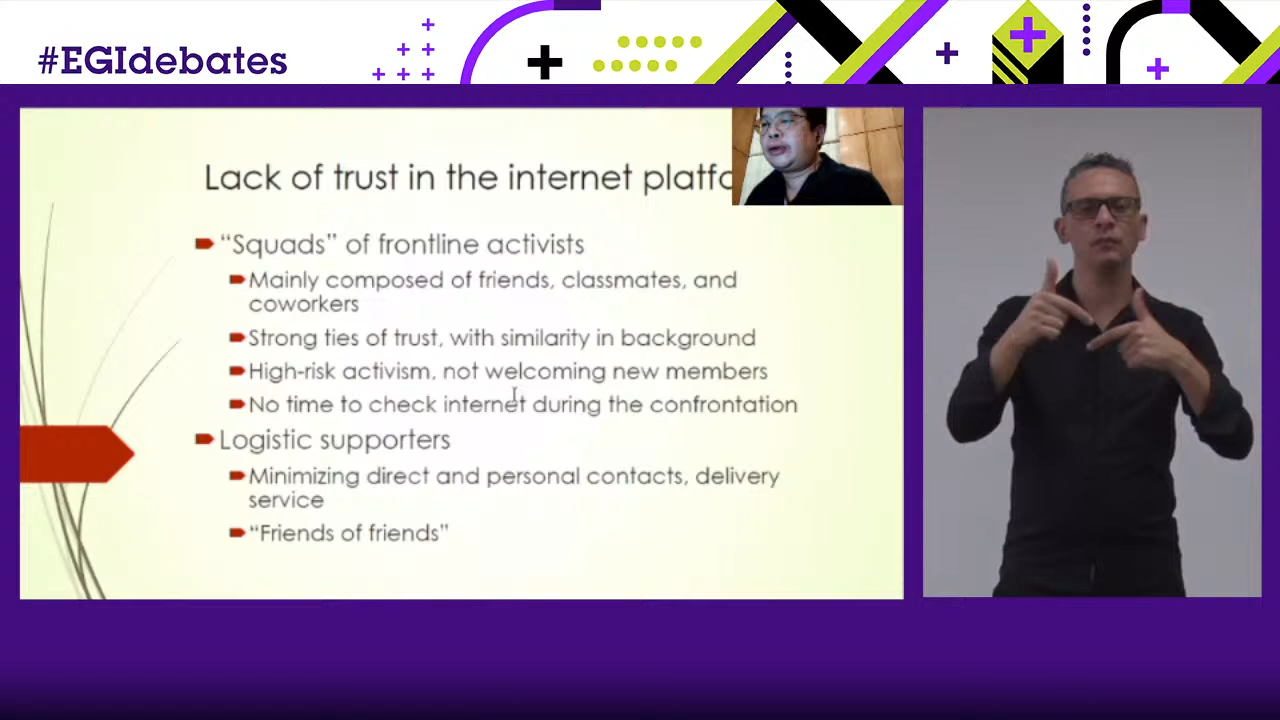 #EGIdebates
Lack of trust in the internet
“Squads” of frontline activists
Mainly composed of friends, classmates, and
coworkers
Strong ties of trust, with similarity in background
High-risk activism, not welcoming new members
No time to check internet during the confrontation
Logistic supporters
Minimizing direct and personal contacts, delivery
service
“Friends of friends”